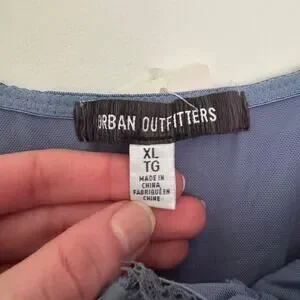 URBAN OUTFITTERS
XL
TG
MADE IN
CHINA
FABRIQUÉ EN
CHINE